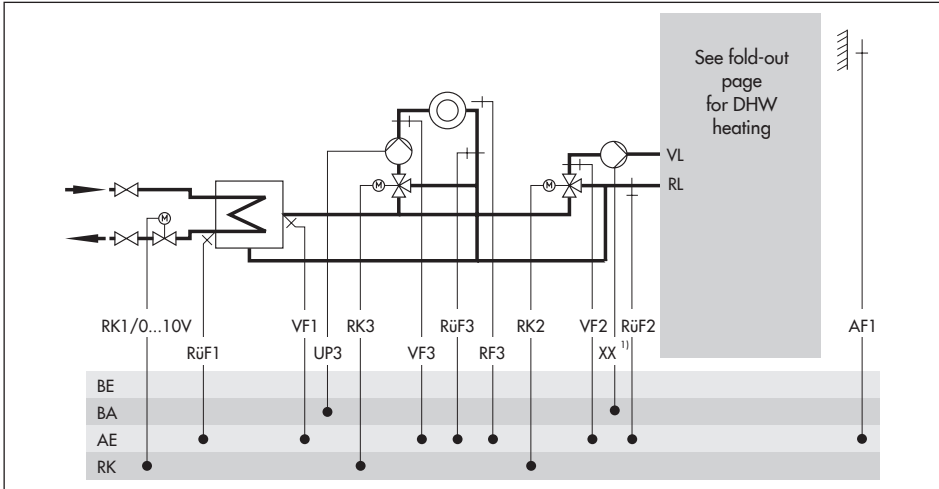 See fold-out
page
for DHW
heating
VL
RL
M
M
M
RK1/0...10V
VF1
RK3
RüF3
RK2
VF2
RüF2
AF1
RüF1
UP3
VF3
RF3
XX 1)
BE
BA
AE
RK